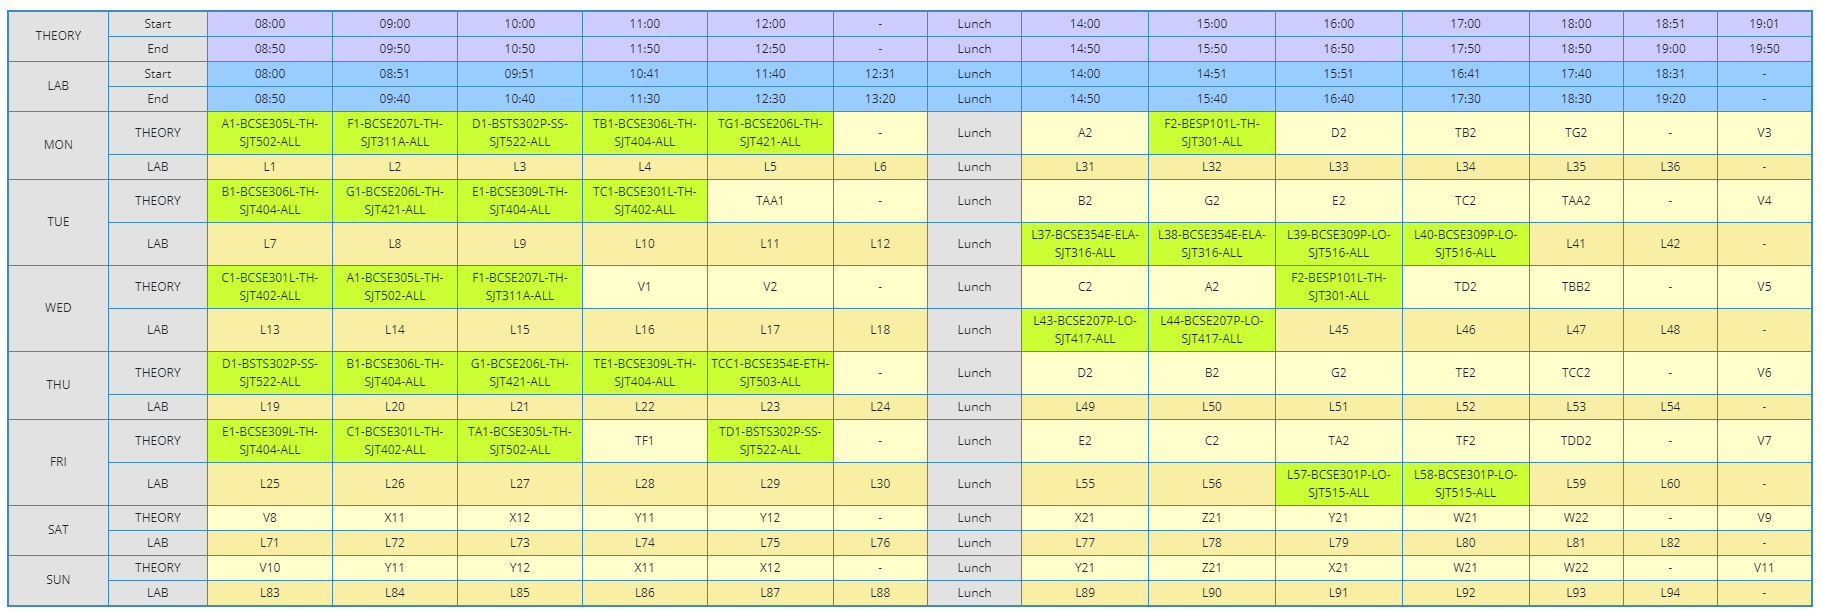 THEORY Start 08:00 09:00 10:00 11:00 12:00 - Lunch 14:00 15:00 16:00 17:00 18:00 18:51 19:01
End 08:50 09:50 10:50 11:50 12:50 - Lunch 14:50 15:50 16:50 17:50 18:50 19:00 19:50
LAB Start 08:00 08:51 09:51 10:41 11:40 12:31 Lunch 14:00 14:51 15:51 16:41 17:40 18:31 -
End 08:50 09:40 10:40 11:30 12:30 13:20 Lunch 14:50 15:40 16:40 17:30 18:30 19:20 -
MON THEORY A1-BCSE305L-TH-SJT502-ALL F1-BCSE207L-TH-SJT311A-ALL D1-BSTS302P-SS-SJT522-ALL TB1-BCSE306L-TH-SJT404-ALL TG1-BCSE206L-TH-SJT421-ALL - Lunch A2 F2-BESP101L-TH-SJT301-ALL D2 TB2 TG2 - V3
LAB L1 L2 L3 L4 L5 L6 Lunch L31 L32 L33 L34 L35 L36 -
TUE THEORY B1-BCSE306L-TH-SJT404-ALL G1-BCSE206L-TH-SJT421-ALL E1-BCSE309L-TH-SJT404-ALL TC1-BCSE301L-TH-SJT402-ALL TAA1 - Lunch B2 G2 E2 TC2 TAA2 - V4
LAB L7 L8 L9 L10 L11 L12 Lunch L37-BCSE354E-ELA-SJT316-ALL L38-BCSE354E-ELA-SJT316-ALL L39-BCSE309P-LO-SJT516-ALL L40-BCSE309P-LO-SJT516-ALL L41 L42 -
WED THEORY C1-BCSE301L-TH-SJT402-ALL A1-BCSE305L-TH-SJT502-ALL F1-BCSE207L-TH-SJT311A-ALL V1 V2 - Lunch C2 A2 F2-BESP101L-TH-SJT301-ALL TD2 TBB2 - V5
LAB L13 L14 L15 L16 L17 L18 Lunch L43-BCSE207P-LO-SJT417-ALL L44-BCSE207P-LO-SJT417-ALL L45 L46 L47 L48 -
THU THEORY D1-BSTS302P-SS-SJT522-ALL B1-BCSE306L-TH-SJT404-ALL G1-BCSE206L-TH-SJT421-ALL TE1-BCSE309L-TH-SJT404-ALL TCC1-BCSE354E-ETH-SJT503-ALL - Lunch D2 B2 G2 TE2 TCC2 - V6
LAB L19 L20 L21 L22 L23 L24 Lunch L49 L50 L51 L52 L53 L54 -
FRI THEORY E1-BCSE309L-TH-SJT404-ALL C1-BCSE301L-TH-SJT402-ALL TA1-BCSE305L-TH-SJT502-ALL TF1 TD1-BSTS302P-SS-SJT522-ALL - Lunch E2 C2 TA2 TF2 TDD2 - V7
LAB L25 L26 L27 L28 L29 L30 Lunch L55 L56 L57-BCSE301P-LO-SJT515-ALL L58-BCSE301P-LO-SJT515-ALL L59 L60 -
SAT THEORY V8 X11 X12 Y11 Y12 - Lunch X21 Z21 Y21 W21 W22 - V9
LAB L71 L72 L73 L74 L75 L76 Lunch L77 L78 L79 L80 L81 L82 -
SUN THEORY V10 Y11 Y12 X11 X12 - Lunch Y21 Z21 X21 W21 W22 - V11
LAB L83 L84 L85 L86 L87 L88 Lunch L89 L90 L91 L92 L93 L94 -